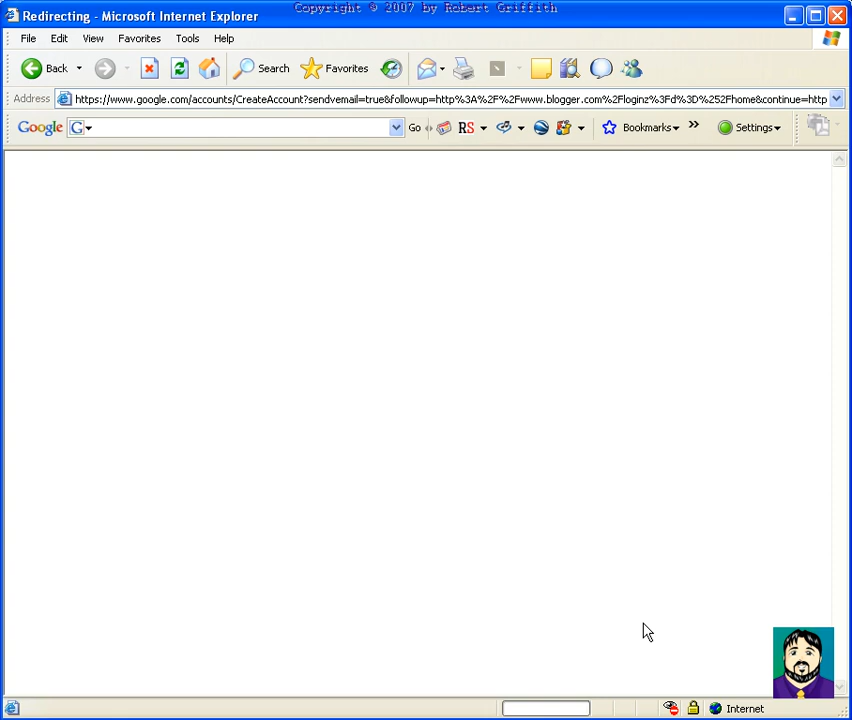 Copyright © 2007 by Robert Griffith
Redirecting - Microsoft Internet Explorer
File Edit View Favorites Tools Help
Back Search Favorites
Address https://www.google.com/accounts/CreateAccount?sendvemail=true&followup=http%3A%2F%2Fwww.blogger.com%2Floginz%3Fd%3D%252Fhome&continue=http
Google G Go RS Bookmarks » Settings
Internet